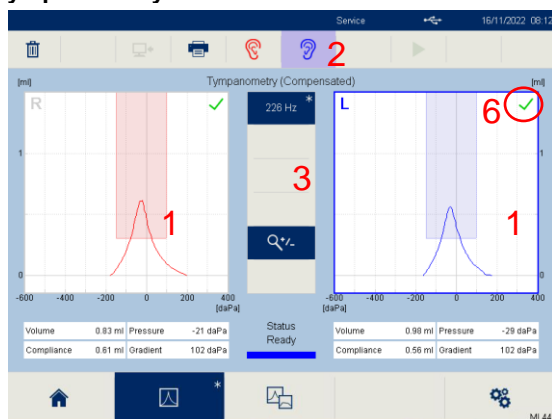 Service 16/11/2022 08:12
2
[ml] Tympanometry (Compensated) [ml]
R 226 Hz * L 6
1 1
3
1 1
0 0
-600 -400 -200 0 200 400 -600 -400 -200 0 200 400
[daPa] [daPa]
Volume 0.83 ml Pressure -21 daPa
Compliance 0.61 ml Gradient 102 daPa
Status
Ready
Volume 0.98 ml Pressure -29 daPa
Compliance 0.56 ml Gradient 102 daPa
*